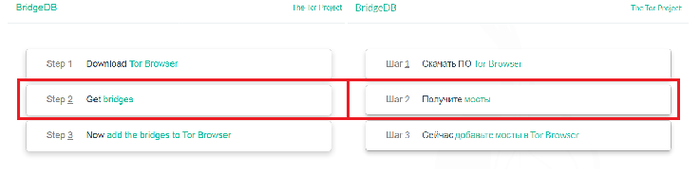 BridgeDB The Tor Project
Step 1 Download Tor Browser
Step 2 Get bridges
Step 3 Now add the bridges to Tor Browser
BridgeDB The Tor Project
Шаг 1 Скачать ПО Tor Browser
Шаг 2 Получите мосты
Шаг 3 Сейчас добавьте мосты в Tor Browser